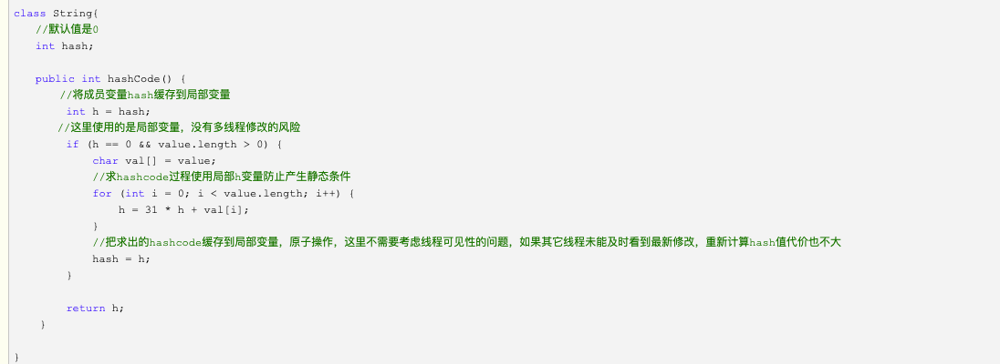 class String{
//默认值是0
int hash;
public int hashCode() {
//将成员变量hash缓存到局部变量
int h = hash;
//这里使用的是局部变量，没有多线程修改的风险
if (h == 0 && value.length > 0) {
char val[] = value;
//求hashcode过程使用局部h变量防止产生静态条件
for (int i = 0; i < value.length; i++) {
h = 31 * h + val[i];
}
//把求出的hashcode缓存到局部变量，原子操作，这里不需要考虑线程可见性的问题，如果其它线程未能及时看到最新修改，重新计算hash值代价也不大
hash = h;
}
return h;
}
}